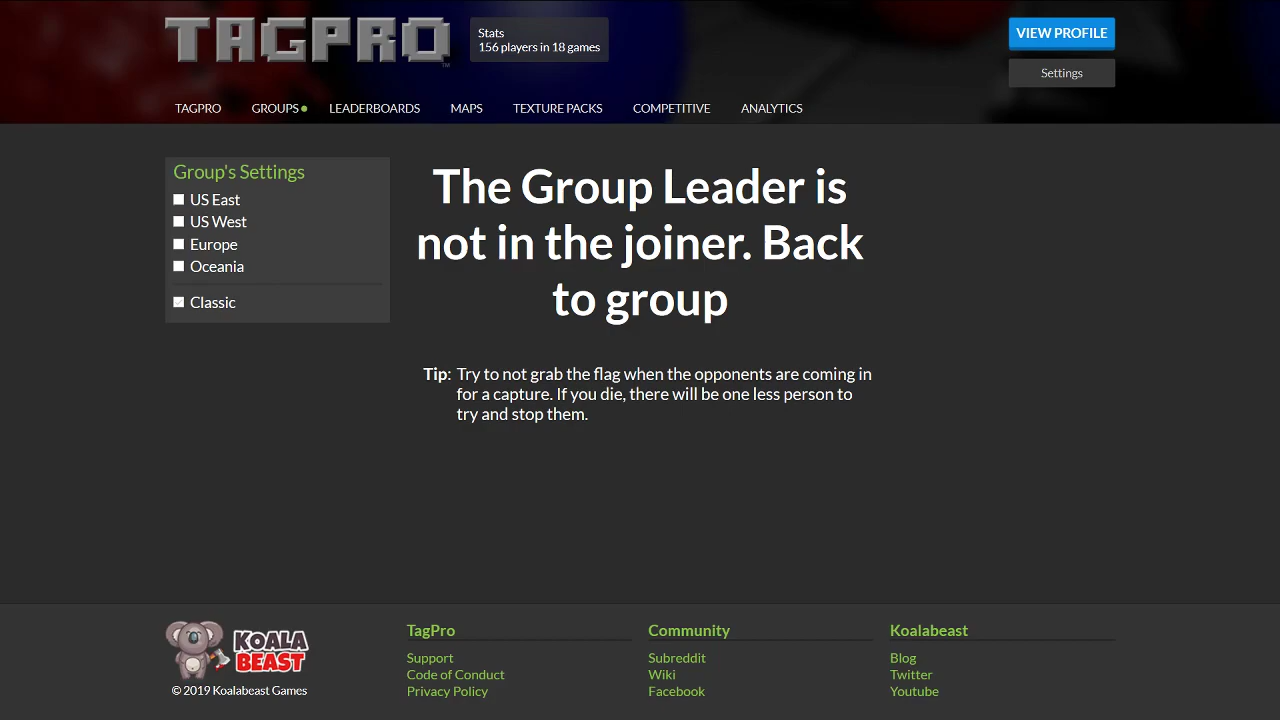 TAGPRO
TM
Stats
156 players in 18 games
VIEW PROFILE
Settings
TAGPRO
GROUPS
LEADERBOARDS
MAPS
TEXTURE PACKS
COMPETITIVE
ANALYTICS
Group's Settings
US East
US West
Europe
Oceania
Classic
The Group Leader is
not in the joiner. Back
to group
Tip: Try to not grab the flag when the opponents are coming in
for a capture. If you die, there will be one less person to
try and stop them.
KOALA
BEAST
© 2019 Koalabeast Games
TagPro
Support
Code of Conduct
Privacy Policy
Community
Subreddit
Wiki
Facebook
Koalabeast
Blog
Twitter
Youtube